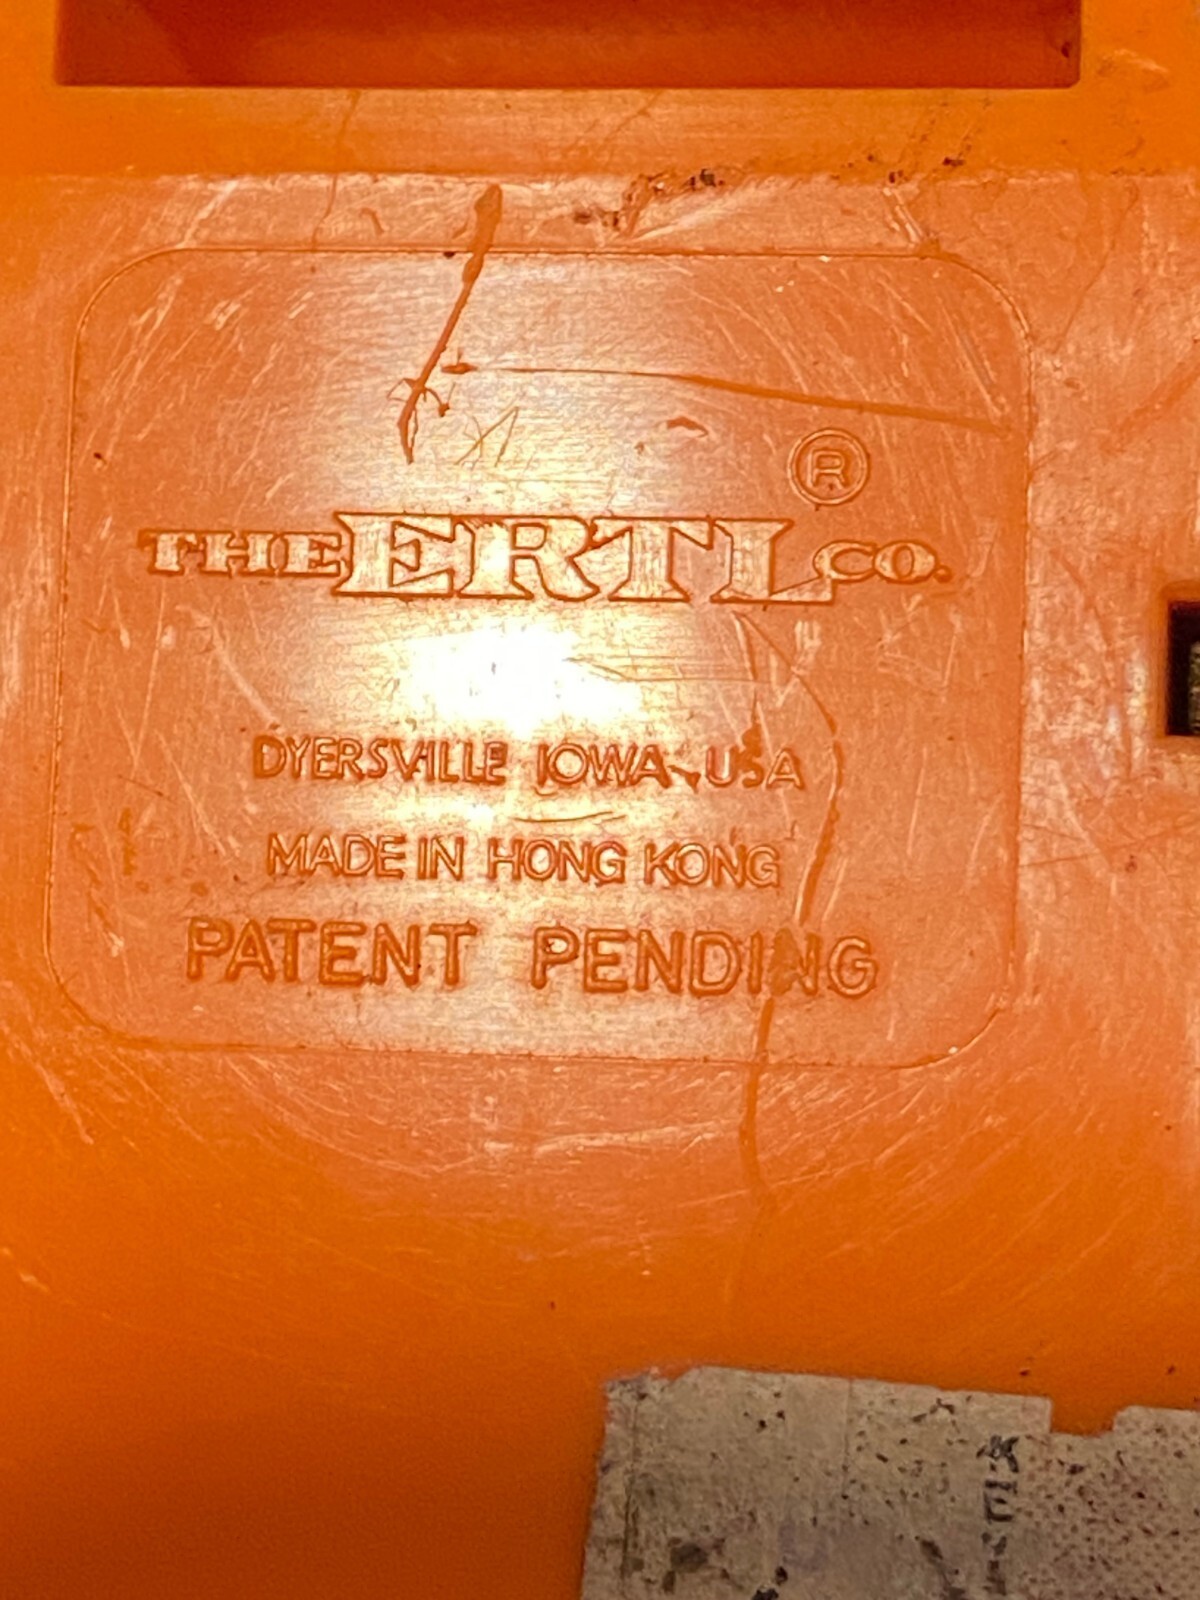 ®
THE ERTL CO.
DYERSVILLE IOWA USA
MADE IN HONG KONG
PATENT PENDING